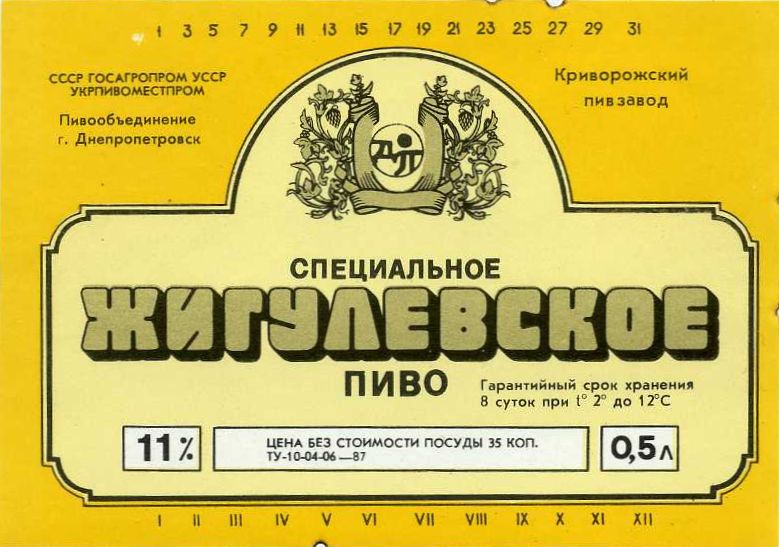 1 3 5 7 9 11 13 15 17 19 21 23 25 27 29 31
СССР ГОСАГРОПРОМ УССР
УКРПИВОМЕСТПРОМ
Пивообъединение
г. Днепропетровск
Криворожский
пивзавод
ДП
СПЕЦИАЛЬНОЕ
ЖИГУЛЕВСКОЕ
ПИВО
Гарантийный срок хранения
8 суток при t° 2° до 12°С
11%
ЦЕНА БЕЗ СТОИМОСТИ ПОСУДЫ 35 КОП.
ТУ-10-04-06—87
0,5л
I II III IV V VI VII VIII IX X XI XII